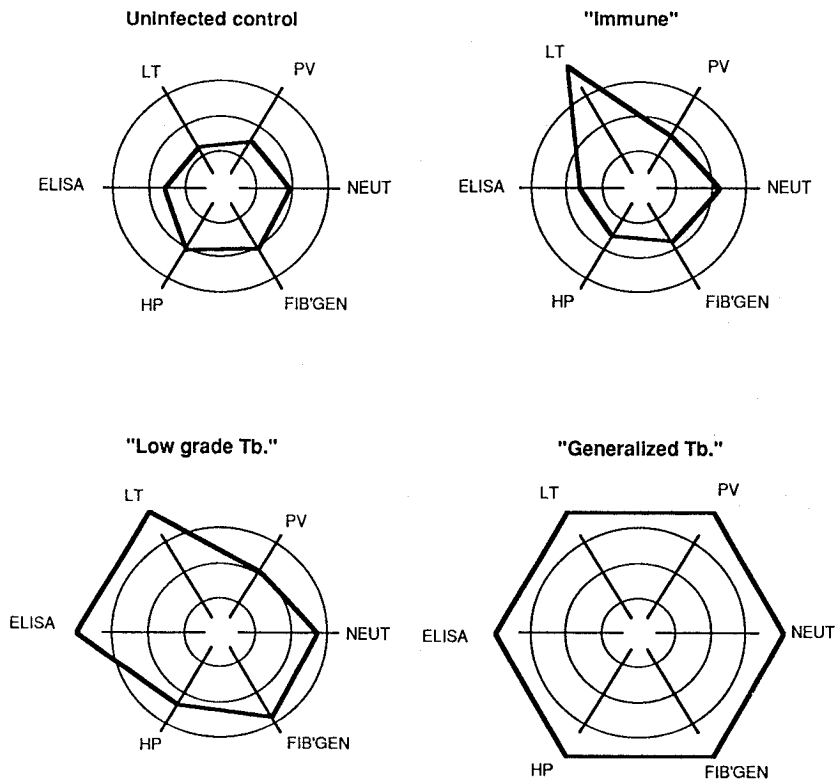 Uninfected control
LT
PV
ELISA
NEUT
HP
FIB'GEN
"Immune"
LT
PV
ELISA
NEUT
HP
FIB'GEN
"Low grade Tb."
LT
PV
ELISA
NEUT
HP
FIB'GEN
"Generalized Tb."
LT
PV
ELISA
NEUT
HP
FIB'GEN